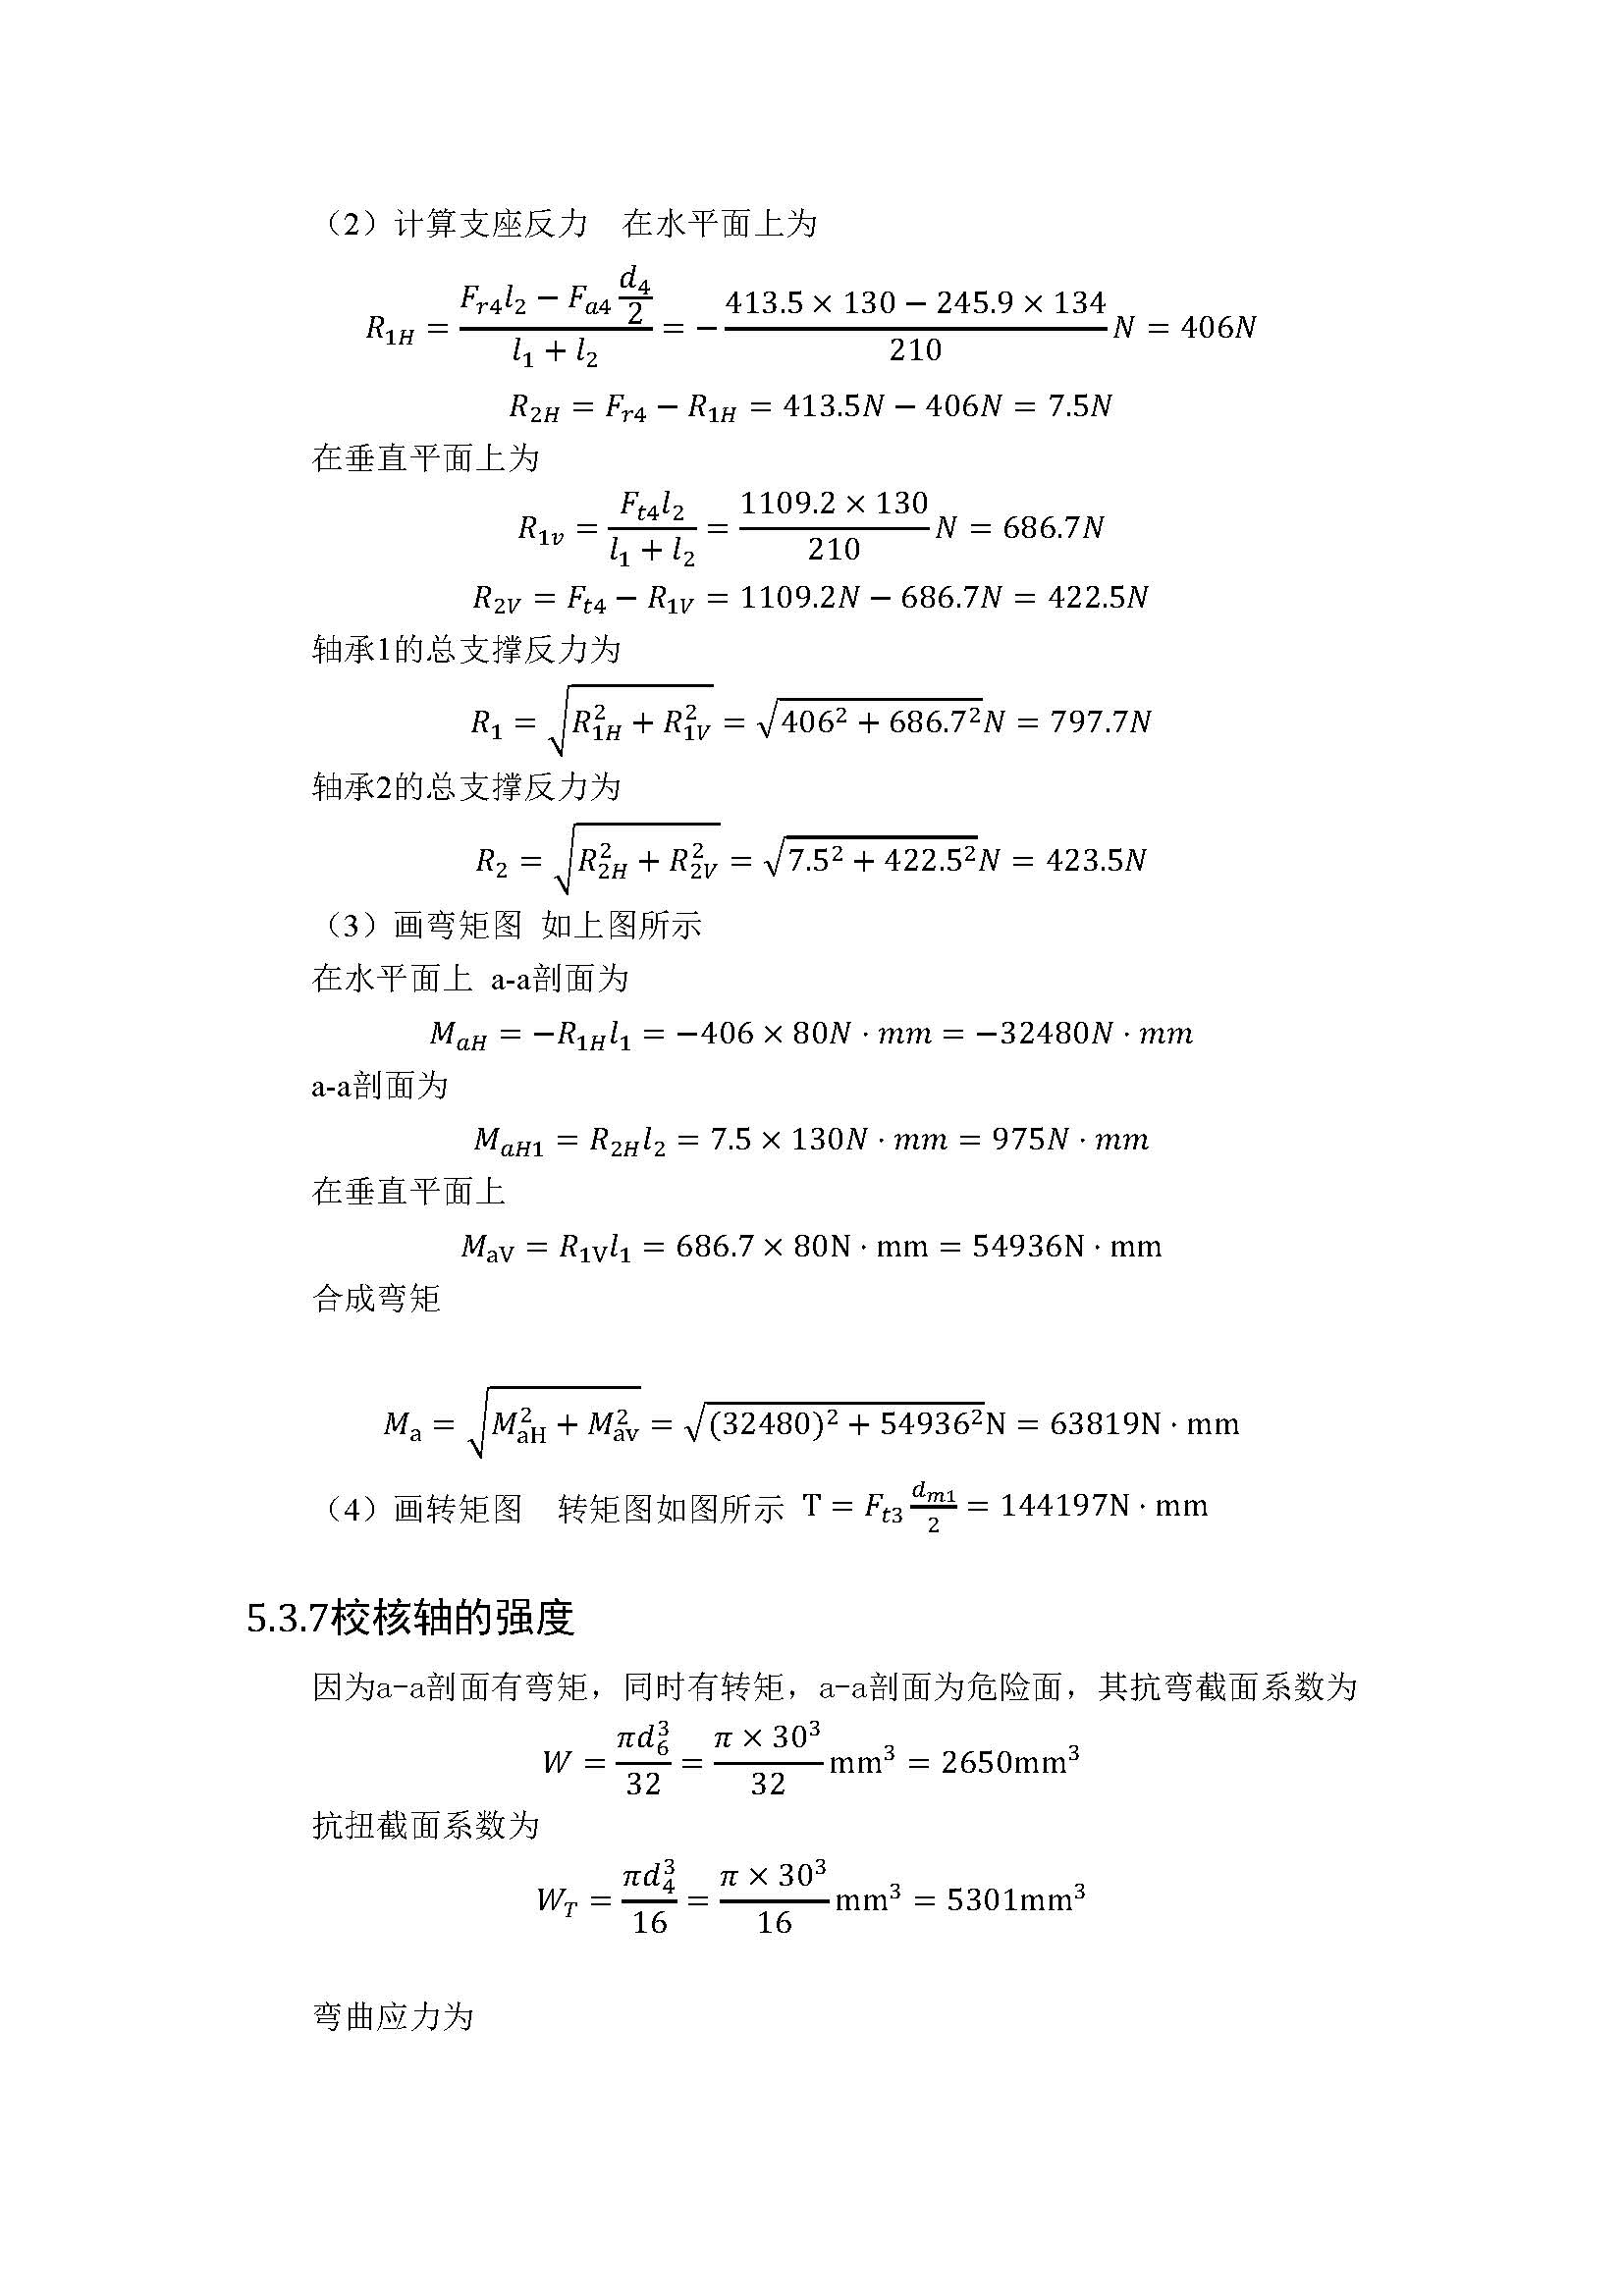 （2）计算支座反力　在水平面上为
$R_{1H} = \frac{F_{r4}l_2 - F_{a4}\frac{d_4}{2}}{l_1 + l_2} = -\frac{413.5 \times 130 - 245.9 \times 134}{210}N = 406N$
$R_{2H} = F_{r4} - R_{1H} = 413.5N - 406N = 7.5N$
在垂直平面上为
$R_{1v} = \frac{F_{t4}l_2}{l_1 + l_2} = \frac{1109.2 \times 130}{210}N = 686.7N$
$R_{2V} = F_{t4} - R_{1V} = 1109.2N - 686.7N = 422.5N$
轴承1的总支撑反力为
$R_1 = \sqrt{R_{1H}^2 + R_{1V}^2} = \sqrt{406^2 + 686.7^2}N = 797.7N$
轴承2的总支撑反力为
$R_2 = \sqrt{R_{2H}^2 + R_{2V}^2} = \sqrt{7.5^2 + 422.5^2}N = 423.5N$
（3）画弯矩图 如上图所示
在水平面上 a-a剖面为
$M_{aH} = -R_{1H}l_1 = -406 \times 80N \cdot mm = -32480N \cdot mm$
a-a剖面为
$M_{aH1} = R_{2H}l_2 = 7.5 \times 130N \cdot mm = 975N \cdot mm$
在垂直平面上
$M_{aV} = R_{1V}l_1 = 686.7 \times 80N \cdot mm = 54936N \cdot mm$
合成弯矩
$M_a = \sqrt{M_{aH}^2 + M_{av}^2} = \sqrt{(32480)^2 + 54936^2}N = 63819N \cdot mm$
（4）画转矩图　转矩图如图所示 $T = F_{t3}\frac{d_{m1}}{2} = 144197N \cdot mm$
5.3.7校核轴的强度
因为a-a剖面有弯矩，同时有转矩，a-a剖面为危险面，其抗弯截面系数为
$W = \frac{\pi d_6^3}{32} = \frac{\pi \times 30^3}{32}mm^3 = 2650mm^3$
抗扭截面系数为
$W_T = \frac{\pi d_4^3}{16} = \frac{\pi \times 30^3}{16}mm^3 = 5301mm^3$
弯曲应力为